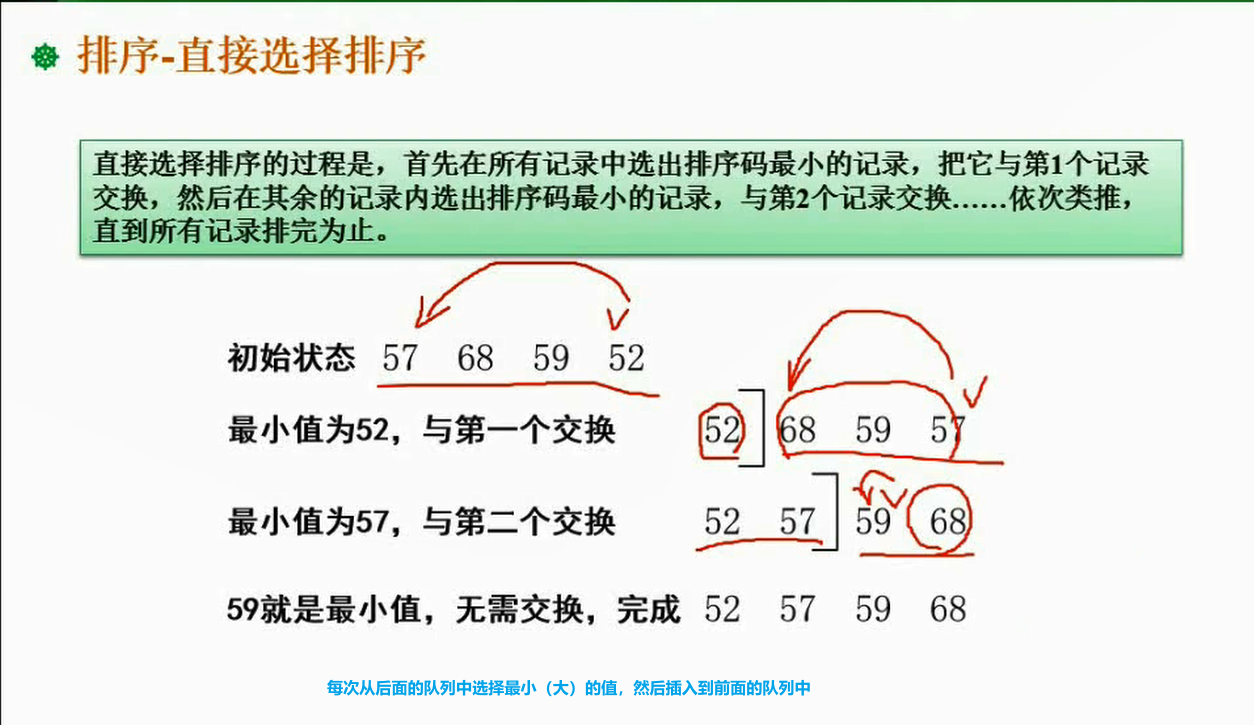 排序-直接选择排序
直接选择排序的过程是，首先在所有记录中选出排序码最小的记录，把它与第1个记录
交换，然后在其余的记录内选出排序码最小的记录，与第2个记录交换……依次类推，
直到所有记录排完为止。
初始状态 57 68 59 52
最小值为52，与第一个交换 52] 68 59 57
最小值为57，与第二个交换 52 57] 59 68
59就是最小值，无需交换，完成 52 57 59 68
每次从后面的队列中选择最小（大）的值，然后插入到前面的队列中